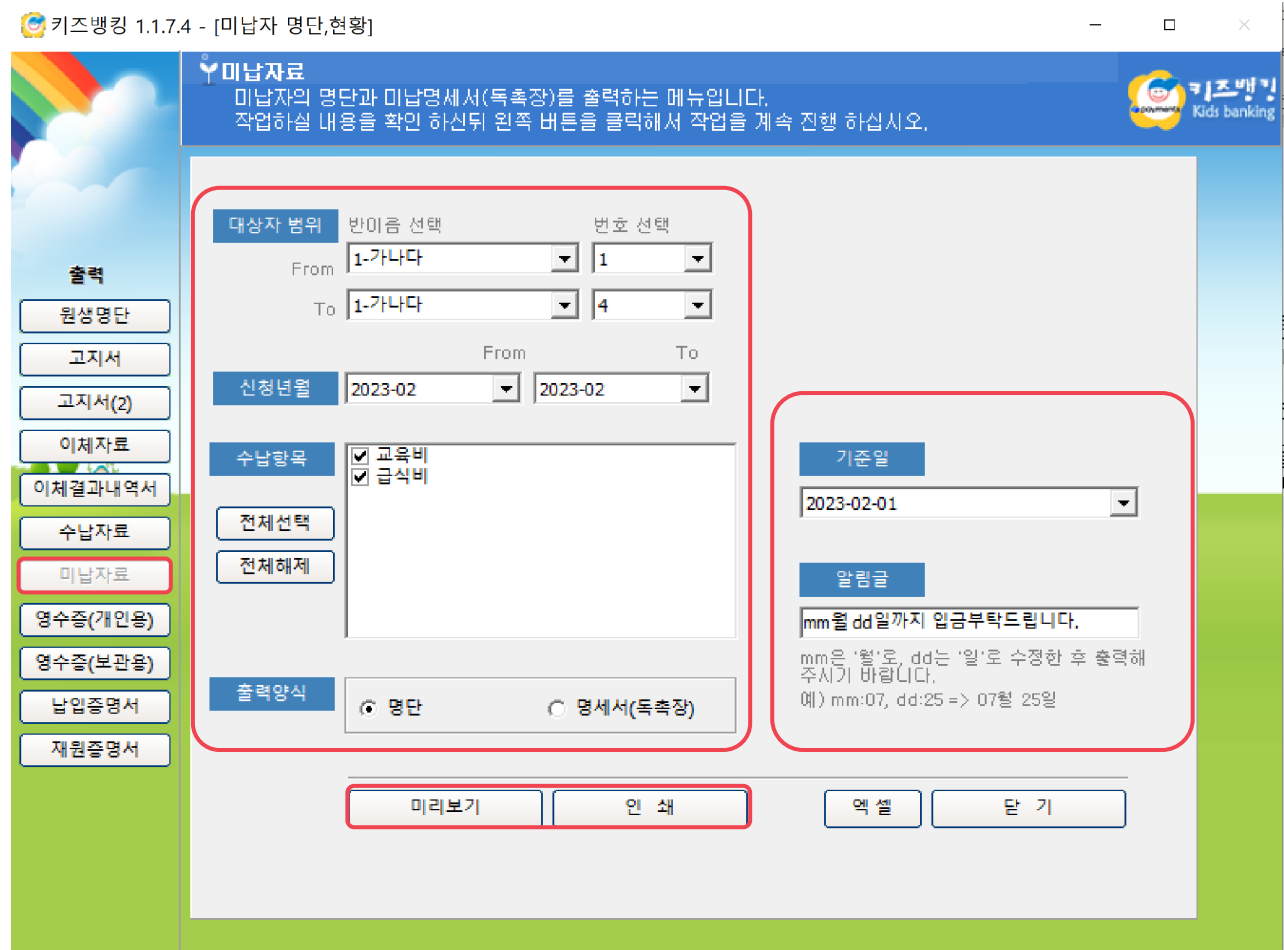 키즈뱅킹 1.1.7.4 - [미납자 명단,현황]
미납자료
미납자의 명단과 미납명세서(독촉장)를 출력하는 메뉴입니다.
작업하실 내용을 확인 하신뒤 왼쪽 버튼을 클릭해서 작업을 계속 진행 하십시오.
payments
키즈뱅킹
Kids banking
출력
원생명단
고지서
고지서(2)
이체자료
이체결과내역서
수납자료
미납자료
영수증(개인용)
영수증(보관용)
납입증명서
재원증명서
대상자 범위 반이음 선택 번호 선택
From 1-가나다 1
To 1-가나다 4
From To
신청년월 2023-02 2023-02
수납항목 교육비
급식비
전체선택
전체해제
출력양식 명단 명세서(독촉장)
기준일
2023-02-01
알림글
mm월 dd일까지 입금부탁드립니다.
mm은 '월'로, dd는 '일'로 수정한 후 출력해
주시기 바랍니다.
예) mm:07, dd:25 => 07월 25일
미리보기 인 쇄 엑 셀 닫 기